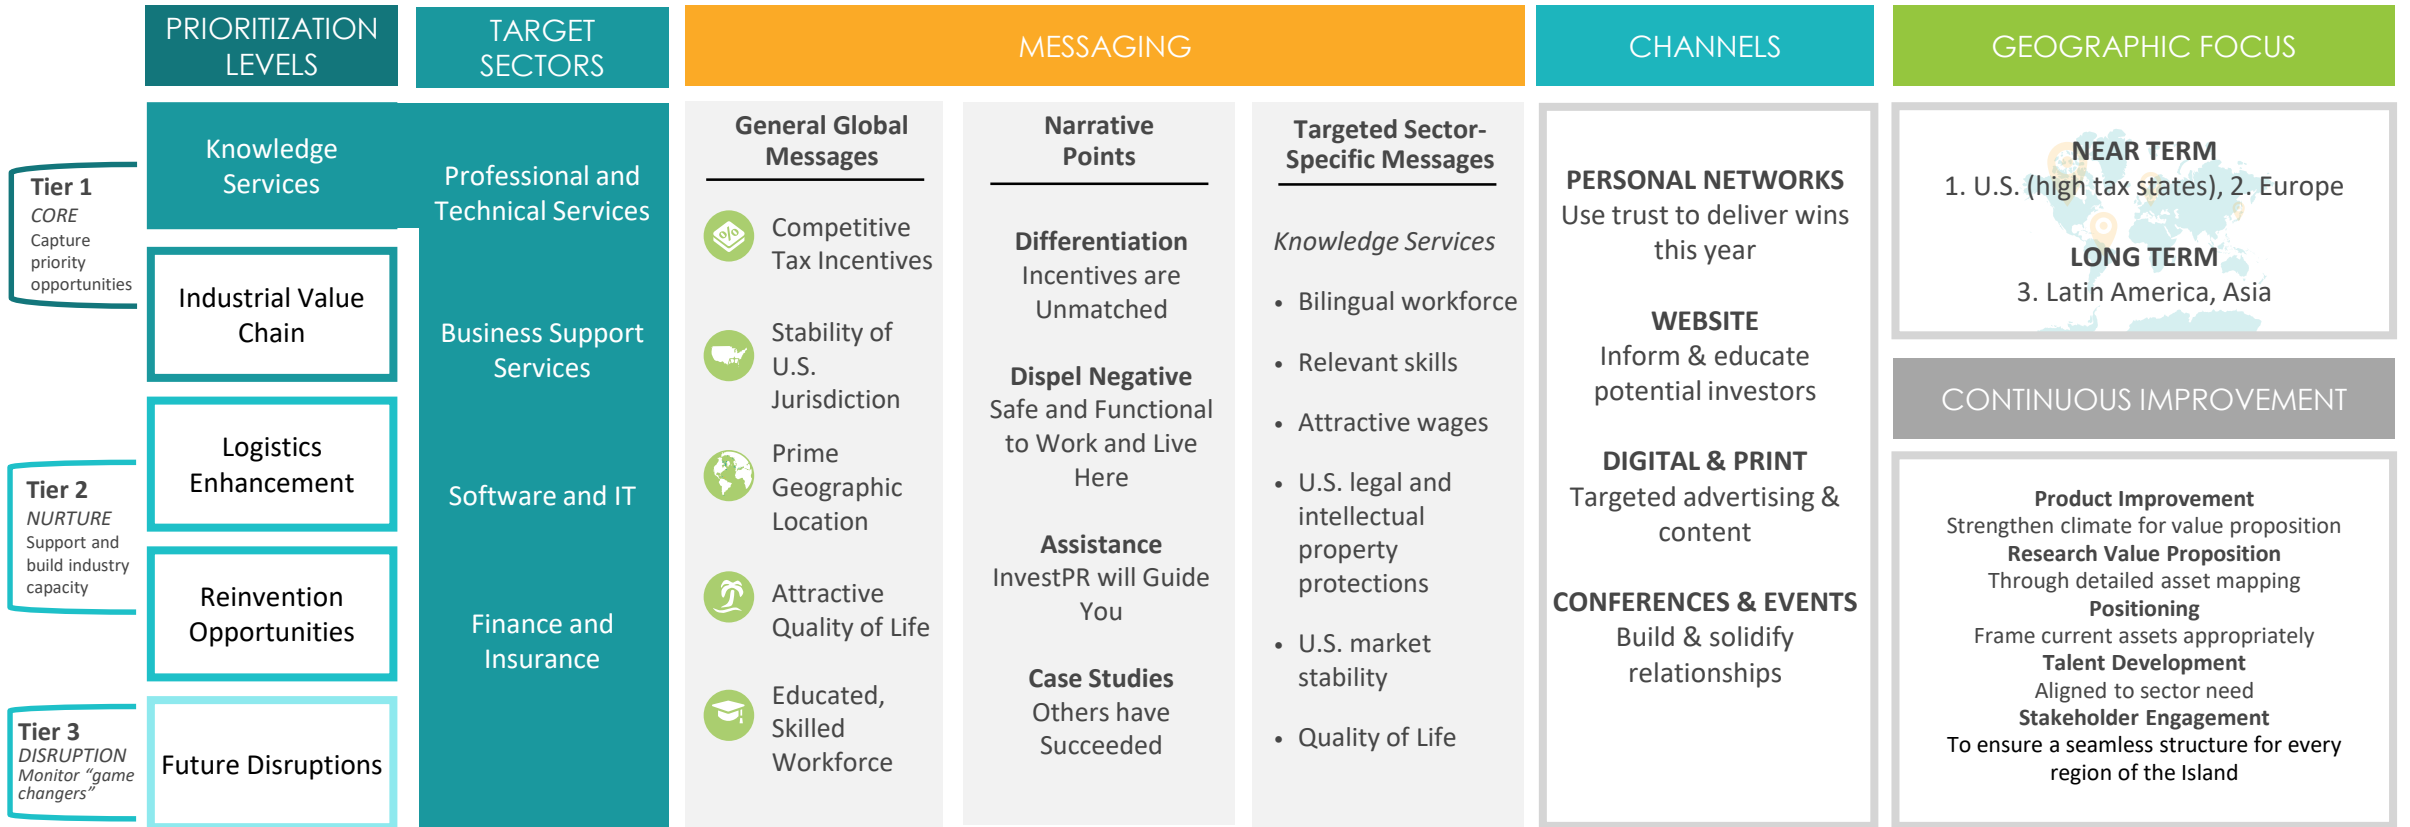 PRIORITIZATION
LEVELS
TARGET
SECTORS
MESSAGING
CHANNELS
GEOGRAPHIC FOCUS
Tier 1
CORE
Capture
priority
opportunities
Tier 2
NURTURE
Support and
build industry
capacity
Tier 3
DISRUPTION
Monitor “game
changers”
Knowledge
Services
Industrial Value
Chain
Logistics
Enhancement
Reinvention
Opportunities
Future Disruptions
Professional and
Technical Services
Business Support
Services
Software and IT
Finance and
Insurance
General Global
Messages
%
Competitive
Tax Incentives
Stability of
U.S.
Jurisdiction
Prime
Geographic
Location
Attractive
Quality of Life
Educated,
Skilled
Workforce
Narrative
Points
Differentiation
Incentives are
Unmatched
Dispel Negative
Safe and Functional
to Work and Live
Here
Assistance
InvestPR will Guide
You
Case Studies
Others have
Succeeded
Targeted Sector-
Specific Messages
Knowledge Services
• Bilingual workforce
• Relevant skills
• Attractive wages
• U.S. legal and
intellectual
property
protections
• U.S. market
stability
• Quality of Life
PERSONAL NETWORKS
Use trust to deliver wins
this year
WEBSITE
Inform & educate
potential investors
DIGITAL & PRINT
Targeted advertising &
content
CONFERENCES & EVENTS
Build & solidify
relationships
NEAR TERM
1. U.S. (high tax states), 2. Europe
LONG TERM
3. Latin America, Asia
CONTINUOUS IMPROVEMENT
Product Improvement
Strengthen climate for value proposition
Research Value Proposition
Through detailed asset mapping
Positioning
Frame current assets appropriately
Talent Development
Aligned to sector need
Stakeholder Engagement
To ensure a seamless structure for every
region of the Island